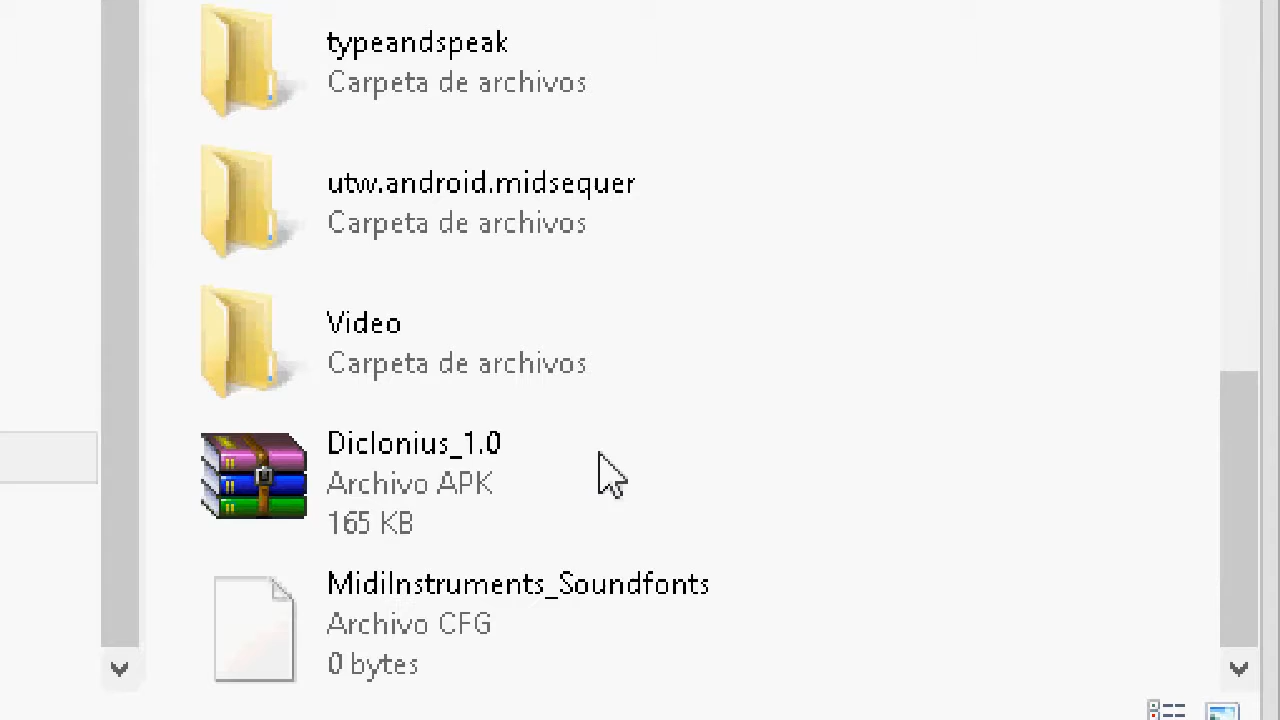 typeandspeak
Carpeta de archivos
utw.android.midsequer
Carpeta de archivos
Video
Carpeta de archivos
Diclonius_1.0
Archivo APK
165 KB
MidiInstruments_Soundfonts
Archivo CFG
0 bytes